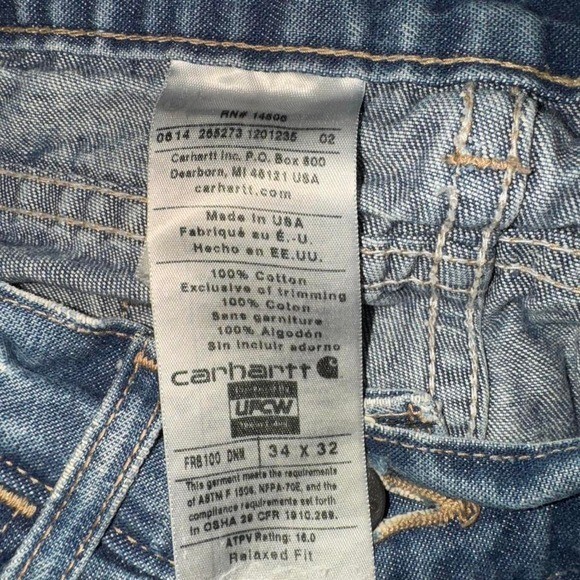 RN# 14806
0614 265273 1201235 02
Carhartt Inc. P.O. Box 600
Dearborn, MI 48121 USA
carhartt.com
Made in USA
Fabriqué au É.-U.
Hecho en EE.UU.
100% Cotton
Exclusive of trimming
100% Coton
Sans garniture
100% Algodón
Sin incluir adorno
carhartt
UFCW
FRB100 DNM 34 X 32
This garment meets the requirements
of ASTM F 1506, NFPA-70E, and the
compliance requirements set forth
in OSHA 29 CFR 1910.269.
ATPV Rating: 16.0
Relaxed Fit